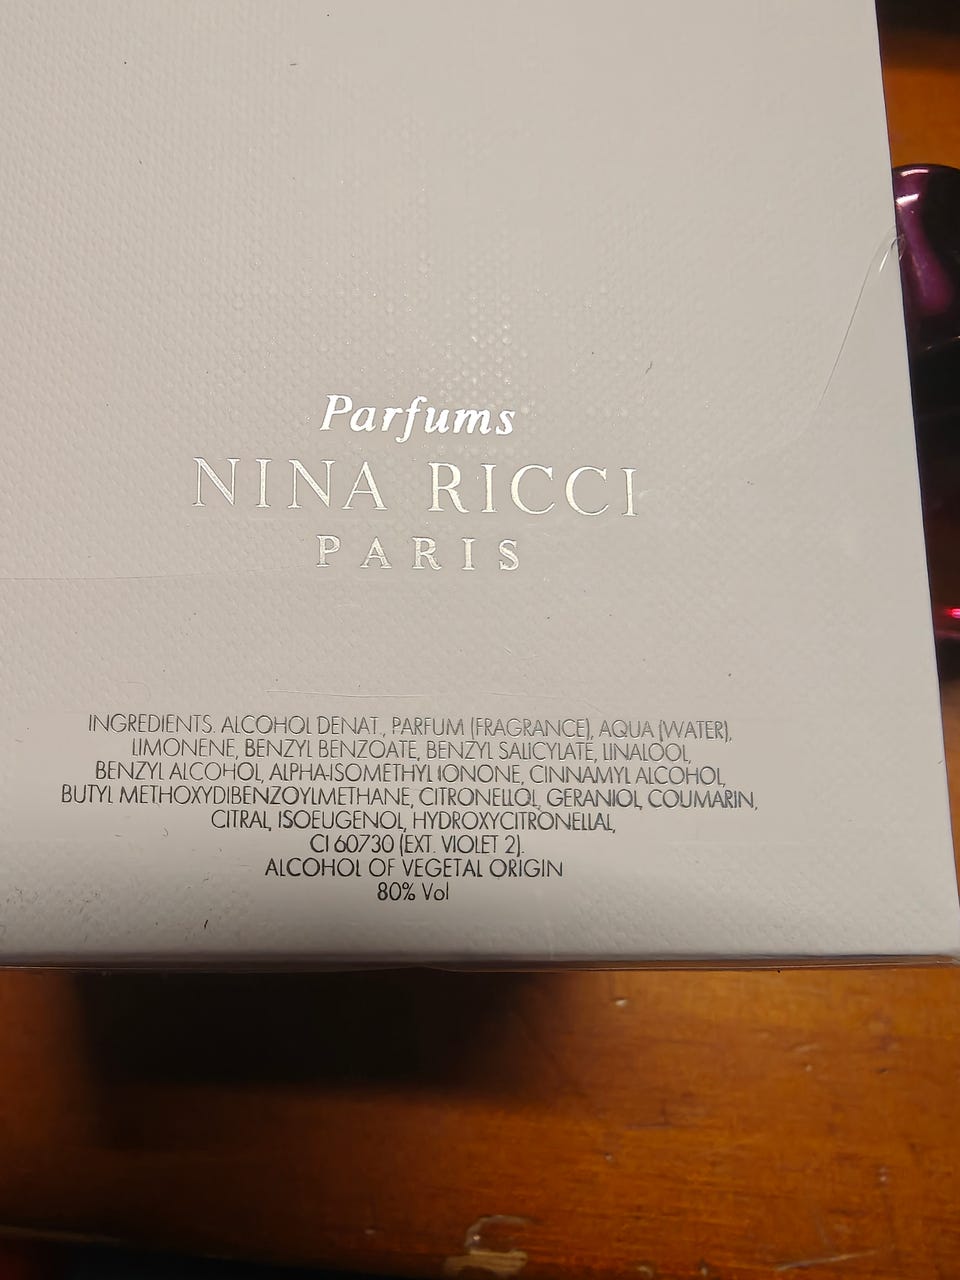 Parfums
NINA RICCI
PARIS
INGREDIENTS. ALCOHOL DENAT., PARFUM (FRAGRANCE), AQUA (WATER),
LIMONENE, BENZYL BENZOATE, BENZYL SALICYLATE, LINALOOL,
BENZYL ALCOHOL, ALPHA-ISOMETHYL IONONE, CINNAMYL ALCOHOL,
BUTYL METHOXYDIBENZOYLMETHANE, CITRONELLOL, GERANIOL, COUMARIN,
CITRAL, ISOEUGENOL, HYDROXYCITRONELLAL,
CI 60730 (EXT. VIOLET 2).
ALCOHOL OF VEGETAL ORIGIN
80% Vol